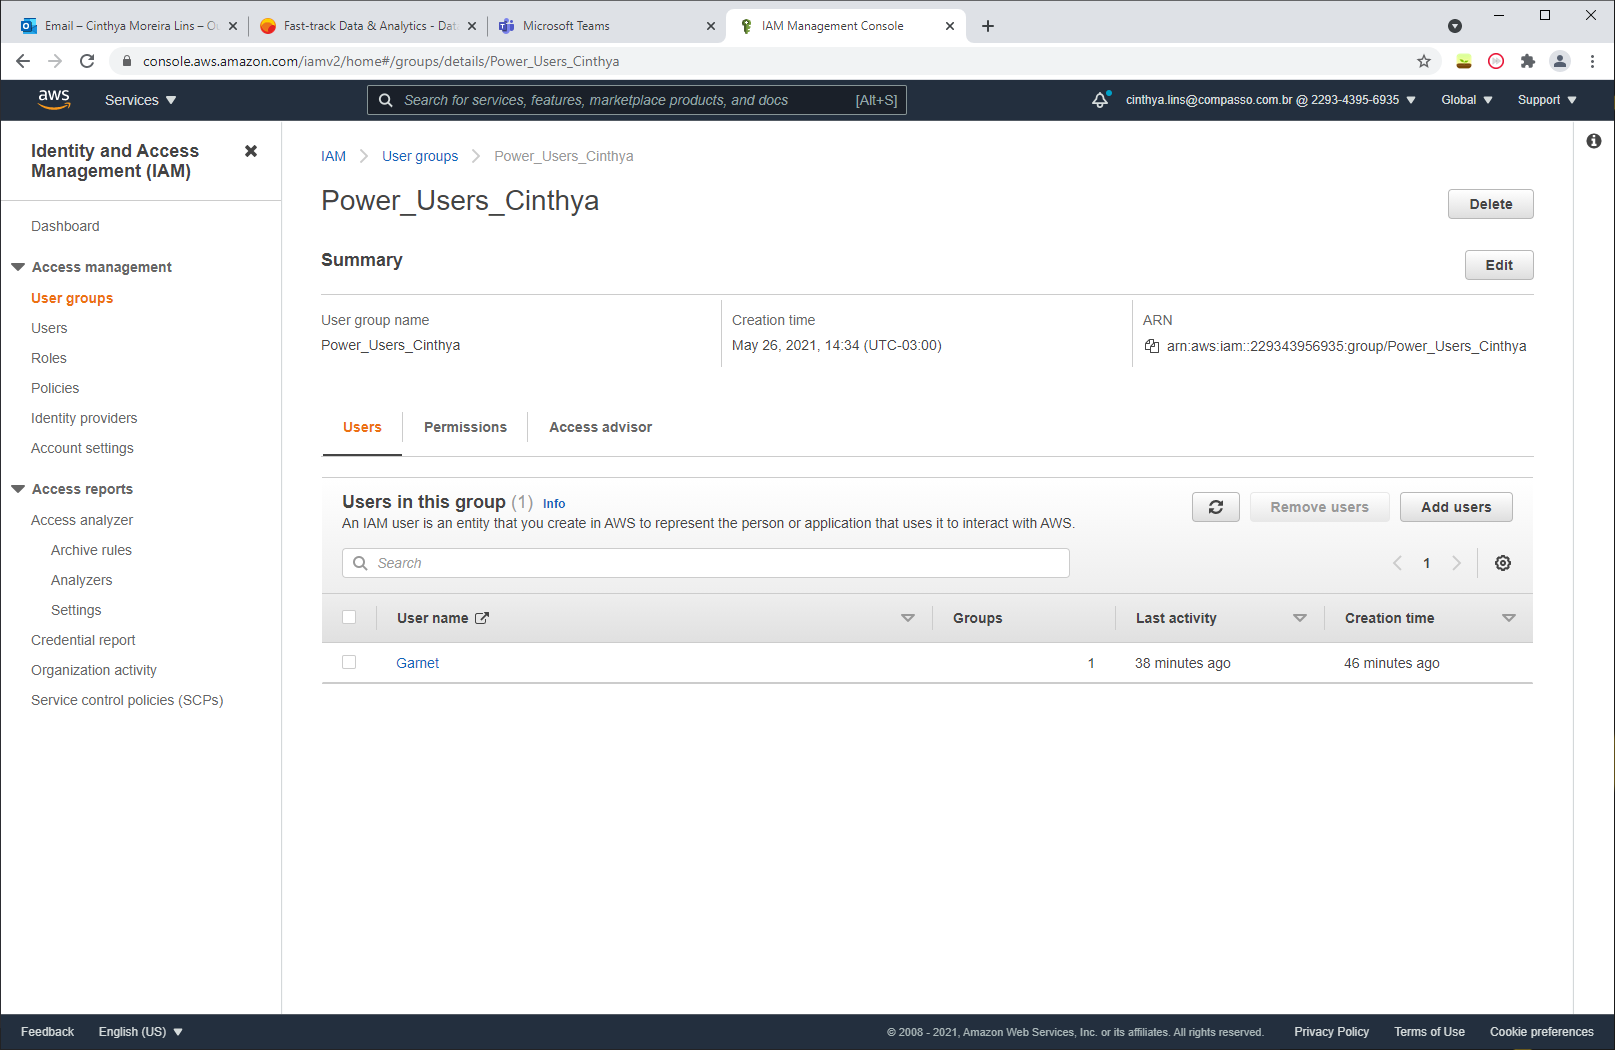 Email – Cinthya Moreira Lins – Ou
Fast-track Data & Analytics - Data
Microsoft Teams
IAM Management Console
console.aws.amazon.com/iamv2/home#/groups/details/Power_Users_Cinthya
aws
Services
Search for services, features, marketplace products, and docs
[Alt+S]
cinthya.lins@compasso.com.br @ 2293-4395-6935
Global
Support
Identity and Access
Management (IAM)
Dashboard
Access management
User groups
Users
Roles
Policies
Identity providers
Account settings
Access reports
Access analyzer
Archive rules
Analyzers
Settings
Credential report
Organization activity
Service control policies (SCPs)
IAM
User groups
Power_Users_Cinthya
Power_Users_Cinthya
Delete
Summary
Edit
User group name
Power_Users_Cinthya
Creation time
May 26, 2021, 14:34 (UTC-03:00)
ARN
arn:aws:iam::229343956935:group/Power_Users_Cinthya
Users
Permissions
Access advisor
Users in this group (1) Info
An IAM user is an entity that you create in AWS to represent the person or application that uses it to interact with AWS.
Remove users
Add users
Search
1
User name
Groups
Last activity
Creation time
Garnet
1
38 minutes ago
46 minutes ago
Feedback
English (US)
© 2008 - 2021, Amazon Web Services, Inc. or its affiliates. All rights reserved.
Privacy Policy
Terms of Use
Cookie preferences